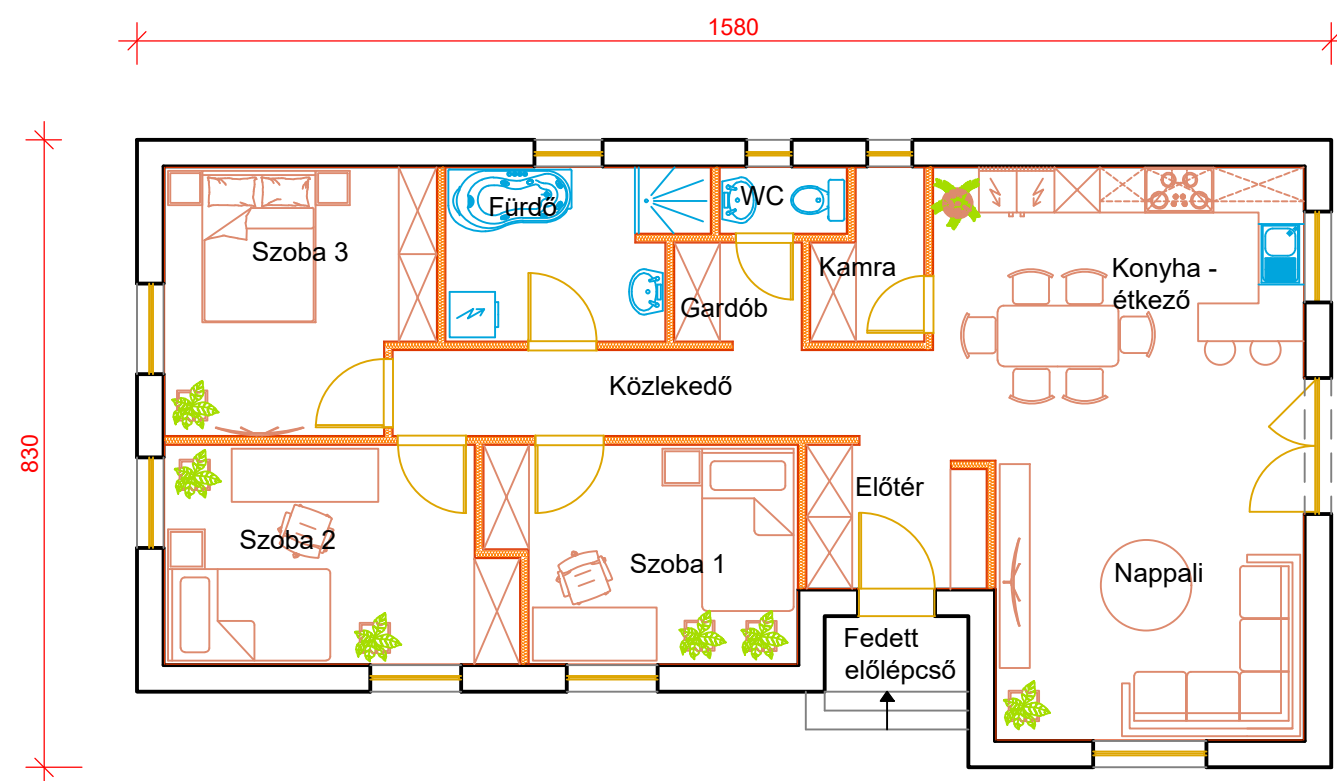 1580
830
Fürdő
WC
Szoba 3
Kamra
Konyha -
étkező
Gardób
Közlekedő
Előtér
Szoba 2
Szoba 1
Nappali
Fedett
előlépcső